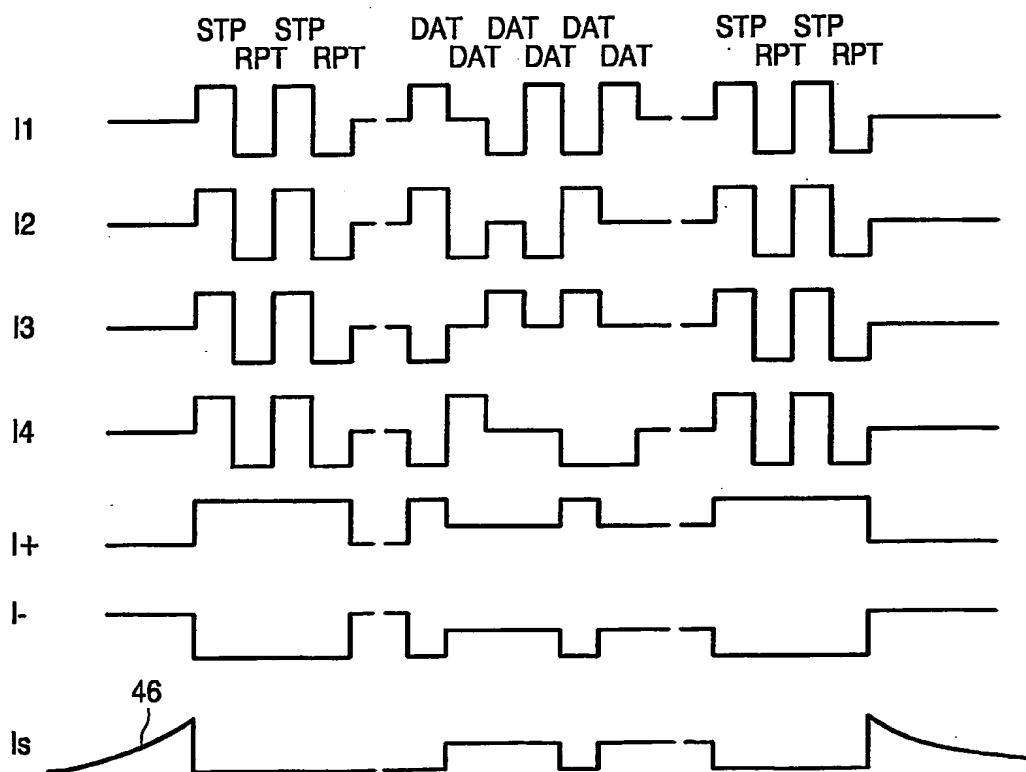 STP STP DAT DAT DAT STP STP
RPT RPT DAT DAT DAT RPT RPT
I1
I2
I3
I4
I+
I-
46
Is